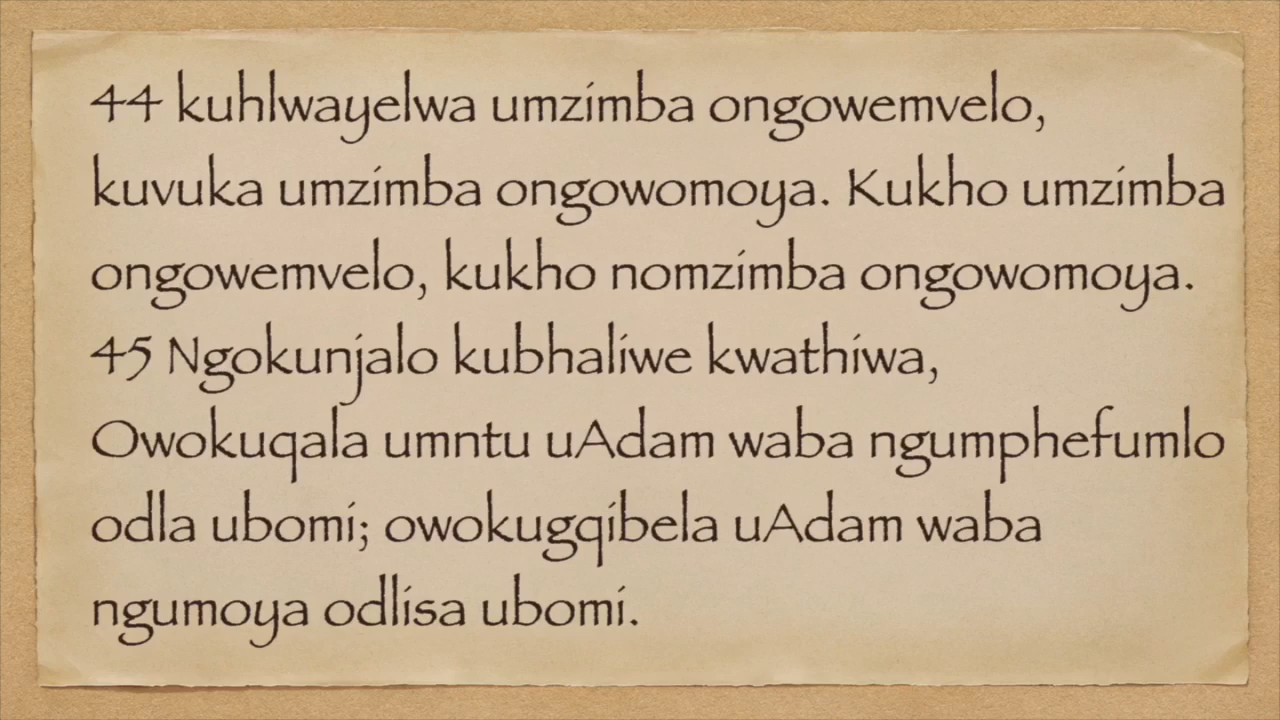 44 kuhlwayelwa umzimba ongowemvelo,
kuvuka umzimba ongowomoya. Kukho umzimba
ongowemvelo, kukho nomzimba ongowomoya.
45 Ngokunjalo kubhaliwe kwathiwa,
Owokuqala umntu uAdam waba ngumphefumlo
odla ubomi; owokugqibela uAdam waba
ngumoya odlisa ubomi.